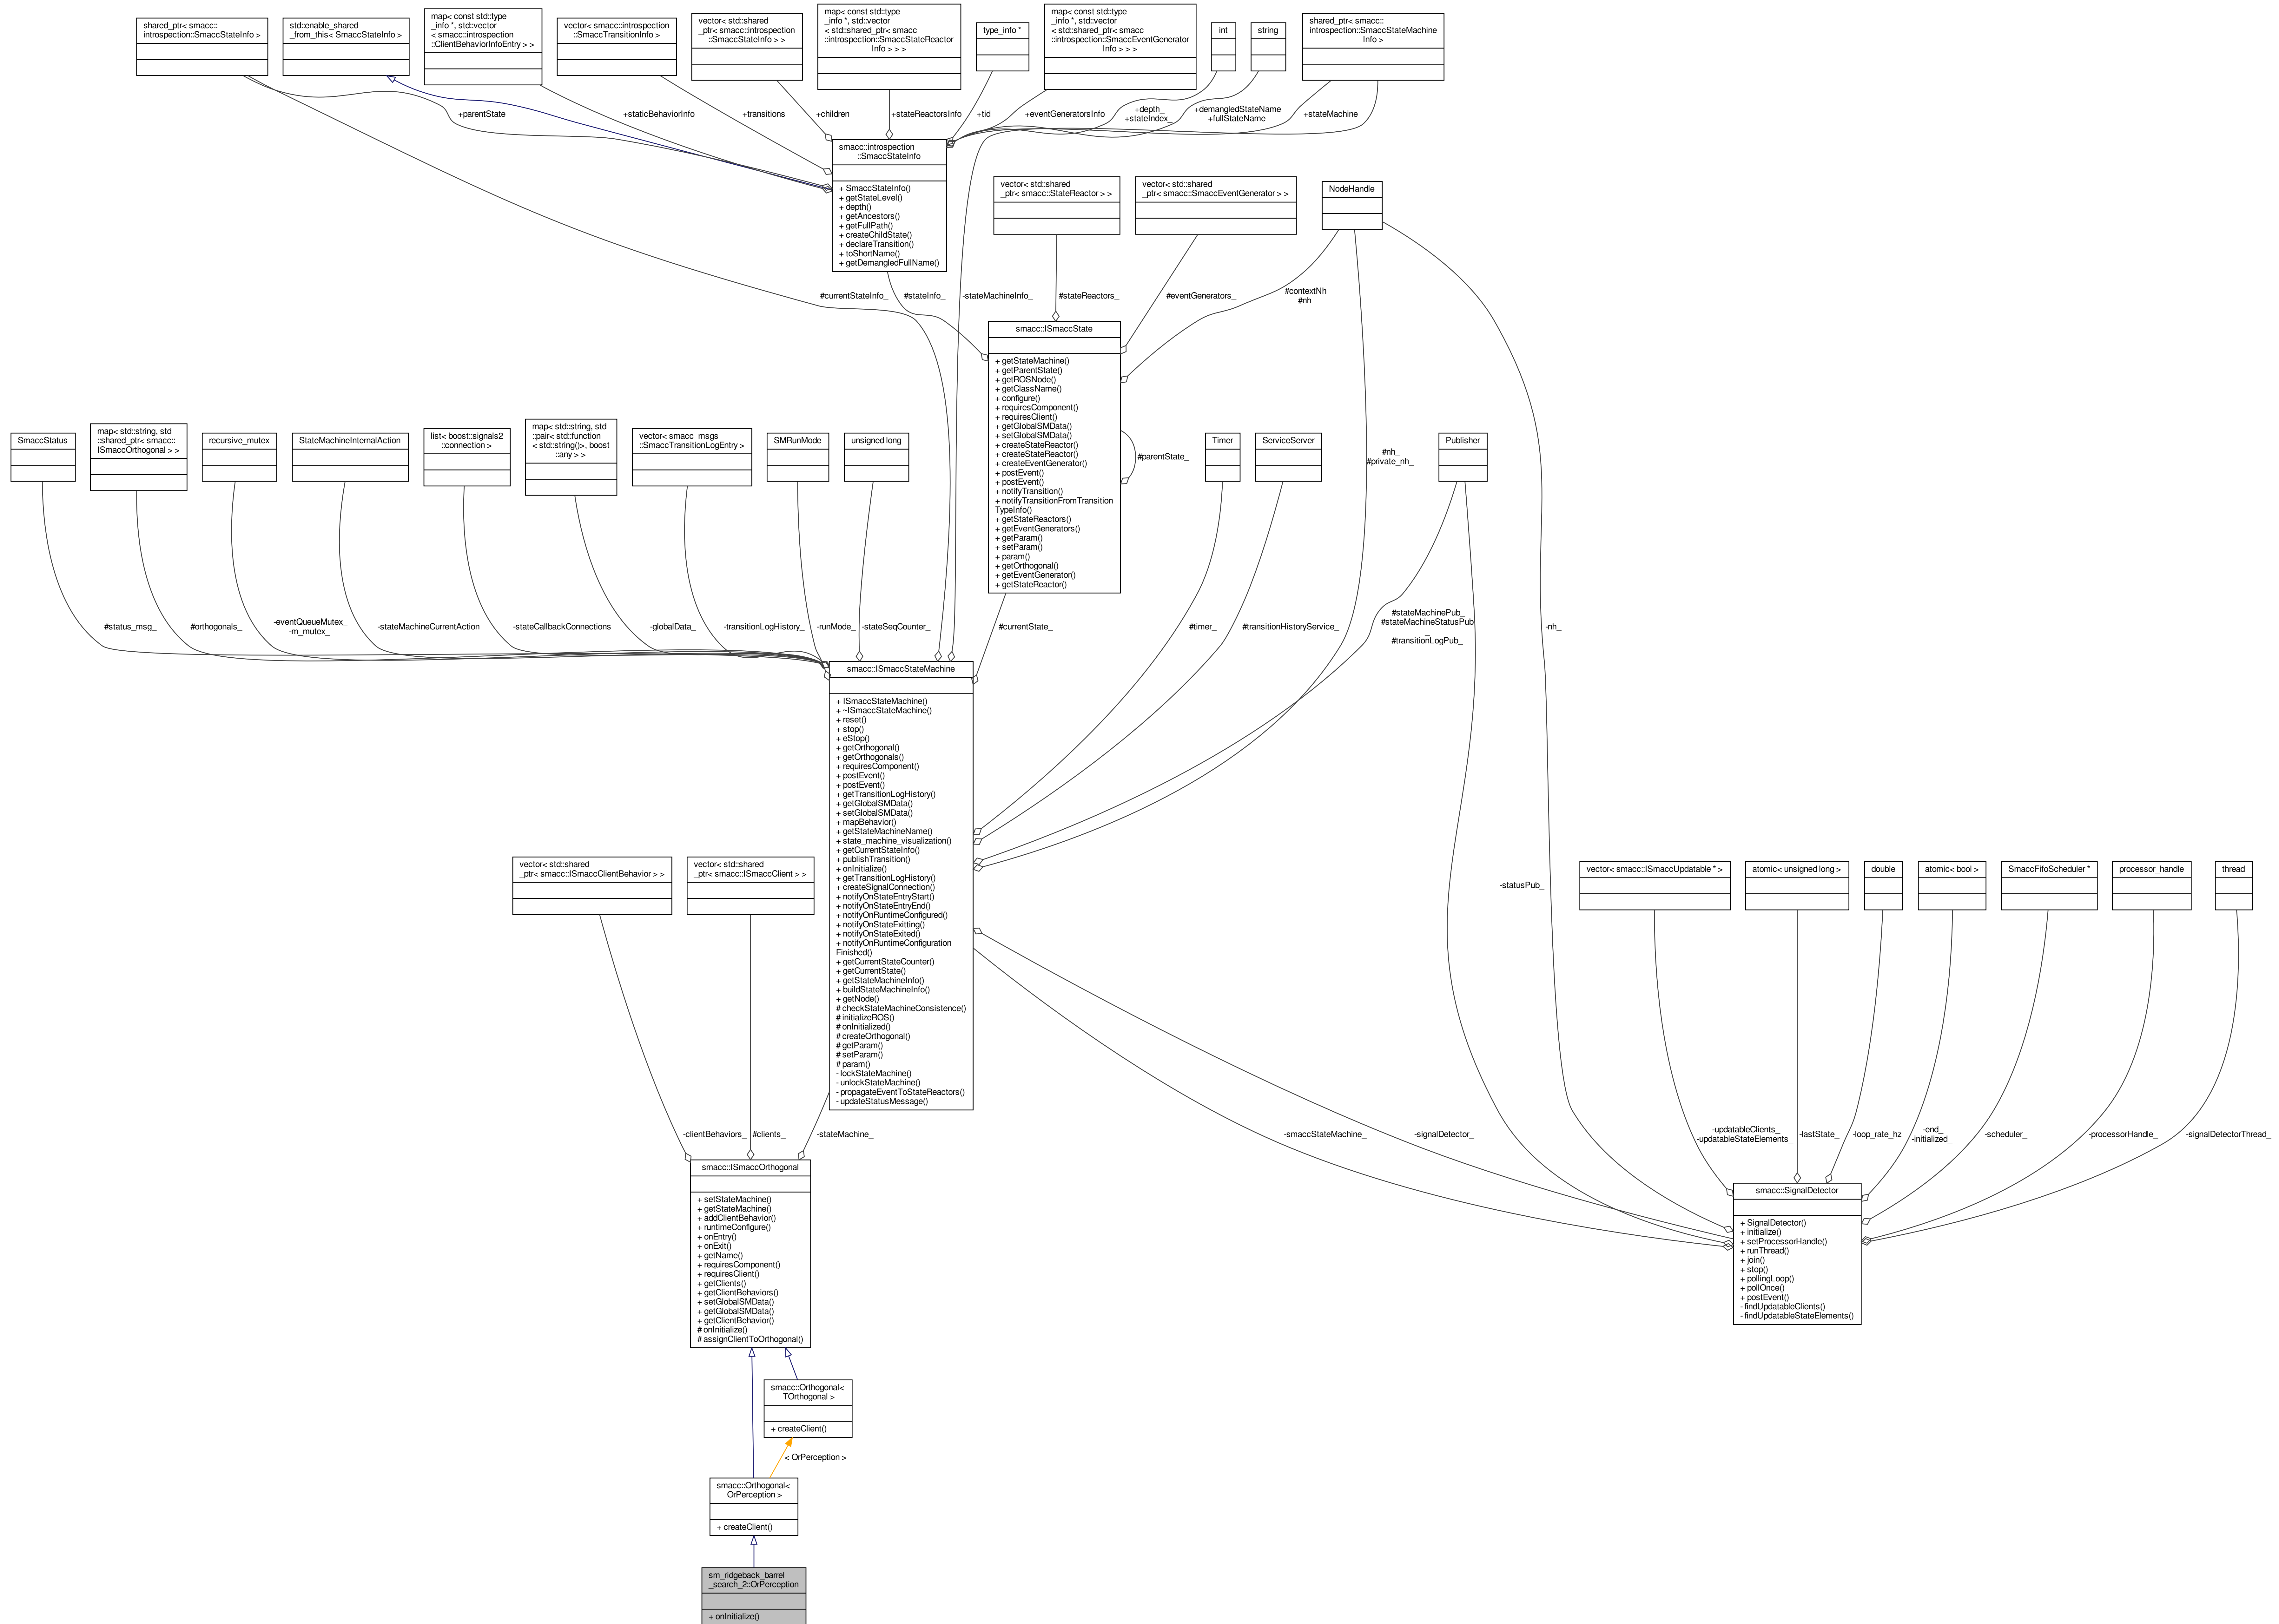 shared_ptr< smacc::
introspection::SmaccStateInfo >
std::enable_shared
_from_this< SmaccStateInfo >
map< const std::type
_info *, std::vector
< smacc::introspection
::ClientBehaviorInfoEntry > >
vector< smacc::introspection
::SmaccTransitionInfo >
vector< std::shared
_ptr< smacc::introspection
::SmaccStateInfo > >
map< const std::type
_info *, std::vector
< std::shared_ptr< smacc
::introspection::SmaccStateReactor
Info > > >
type_info *
map< const std::type
_info *, std::vector
< std::shared_ptr< smacc
::introspection::SmaccEventGenerator
Info > > >
int
string
shared_ptr< smacc::
introspection::SmaccStateMachine
Info >
+parentState_
+staticBehaviorInfo
+transitions_
+children_
+stateReactorsInfo
+tid_
+eventGeneratorsInfo
+depth_
+stateIndex_
+demangledStateName
+fullStateName
+stateMachine_
smacc::introspection
::SmaccStateInfo
+ SmaccStateInfo()
+ getStateLevel()
+ depth()
+ getAncestors()
+ getFullPath()
+ createChildState()
+ declareTransition()
+ toShortName()
+ getDemangledFullName()
vector< std::shared
_ptr< smacc::StateReactor > >
vector< std::shared
_ptr< smacc::SmaccEventGenerator > >
NodeHandle
#currentStateInfo_
#stateInfo_
-stateMachineInfo_
#stateReactors_
#eventGenerators_
#contextNh
#nh
smacc::ISmaccState
+ getStateMachine()
+ getParentState()
+ getROSNode()
+ getClassName()
+ configure()
+ requiresComponent()
+ requiresClient()
+ getGlobalSMData()
+ setGlobalSMData()
+ createStateReactor()
+ createStateReactor()
+ createEventGenerator()
+ postEvent()
+ postEvent()
+ notifyTransition()
+ notifyTransitionFromTransition
TypeInfo()
+ getStateReactors()
+ getEventGenerators()
+ getParam()
+ setParam()
+ param()
+ getOrthogonal()
+ getEventGenerator()
+ getStateReactor()
#parentState_
SmaccStatus
map< std::string, std
::shared_ptr< smacc::
ISmaccOrthogonal > >
recursive_mutex
StateMachineInternalAction
list< boost::signals2
::connection >
map< std::string, std
::pair< std::function
< std::string()>, boost
::any > >
vector< smacc_msgs
::SmaccTransitionLogEntry >
SMRunMode
unsigned long
Timer
ServiceServer
Publisher
#nh_
#private_nh_
#status_msg_
#orthogonals_
-eventQueueMutex_
-m_mutex_
-stateMachineCurrentAction
-stateCallbackConnections
-globalData_
-transitionLogHistory_
-runMode_
-stateSeqCounter_
#currentState_
#timer_
#transitionHistoryService_
#stateMachinePub_
#stateMachineStatusPub
_
#transitionLogPub_
-nh_
smacc::ISmaccStateMachine
+ ISmaccStateMachine()
+ ~ISmaccStateMachine()
+ reset()
+ stop()
+ eStop()
+ getOrthogonal()
+ getOrthogonals()
+ requiresComponent()
+ postEvent()
+ postEvent()
+ getTransitionLogHistory()
+ getGlobalSMData()
+ setGlobalSMData()
+ mapBehavior()
+ getStateMachineName()
+ state_machine_visualization()
+ getCurrentStateInfo()
+ publishTransition()
+ onInitialize()
+ getTransitionLogHistory()
+ createSignalConnection()
+ notifyOnStateEntryStart()
+ notifyOnStateEntryEnd()
+ notifyOnRuntimeConfigured()
+ notifyOnStateExitting()
+ notifyOnStateExited()
+ notifyOnRuntimeConfiguration
Finished()
+ getCurrentStateCounter()
+ getCurrentState()
+ getStateMachineInfo()
+ buildStateMachineInfo()
+ getNode()
# checkStateMachineConsistence()
# initializeROS()
# onInitialized()
# createOrthogonal()
# getParam()
# setParam()
# param()
- lockStateMachine()
- unlockStateMachine()
- propagateEventToStateReactors()
- updateStatusMessage()
vector< std::shared
_ptr< smacc::ISmaccClientBehavior > >
vector< std::shared
_ptr< smacc::ISmaccClient > >
vector< smacc::ISmaccUpdatable * >
atomic< unsigned long >
double
atomic< bool >
SmaccFifoScheduler *
processor_handle
thread
-statusPub_
-clientBehaviors_
#clients_
-stateMachine_
-smaccStateMachine_
-signalDetector_
-updatableClients_
-updatableStateElements_
-lastState_
-loop_rate_hz
-end_
-initialized_
-scheduler_
-processorHandle_
-signalDetectorThread_
smacc::ISmaccOrthogonal
+ setStateMachine()
+ getStateMachine()
+ addClientBehavior()
+ runtimeConfigure()
+ onEntry()
+ onExit()
+ getName()
+ requiresComponent()
+ requiresClient()
+ getClients()
+ getClientBehaviors()
+ setGlobalSMData()
+ getGlobalSMData()
+ getClientBehavior()
# onInitialize()
# assignClientToOrthogonal()
smacc::SignalDetector
+ SignalDetector()
+ initialize()
+ setProcessorHandle()
+ runThread()
+ join()
+ stop()
+ pollingLoop()
+ pollOnce()
+ postEvent()
- findUpdatableClients()
- findUpdatableStateElements()
smacc::Orthogonal<
TOrthogonal >
+ createClient()
< OrPerception >
smacc::Orthogonal<
OrPerception >
+ createClient()
sm_ridgeback_barrel
_search_2::OrPerception
+ onInitialize()